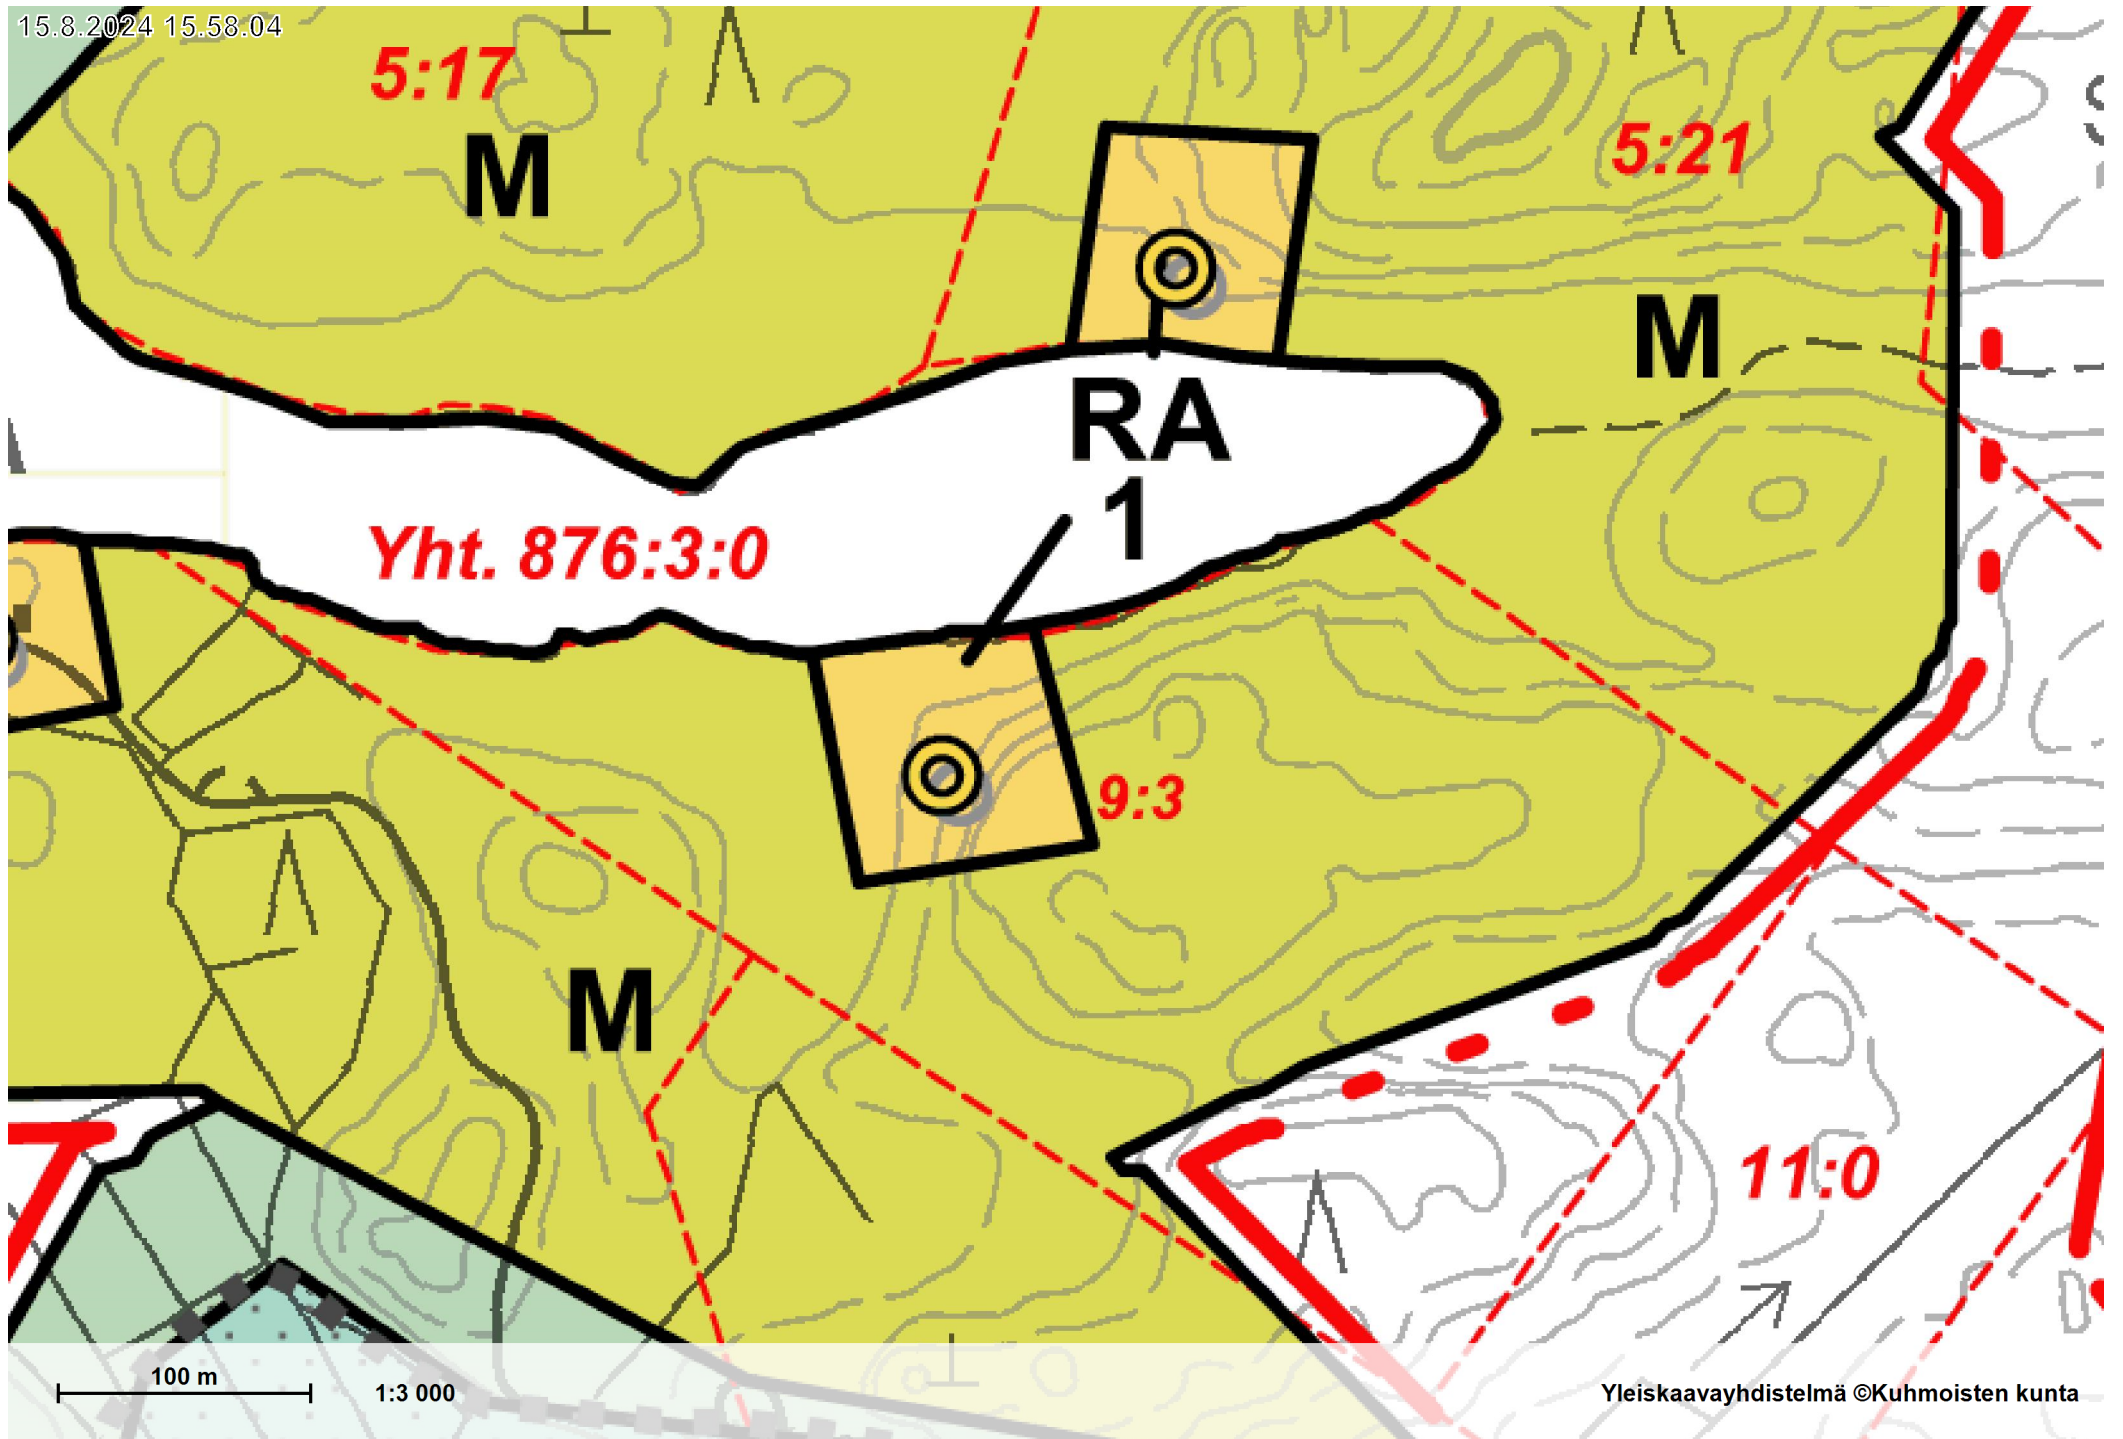 15.8.2024 15.58.04
5:17
M
5:21
M
RA
1
Yht. 876:3:0
9:3
M
11:0
100 m
1:3 000
Yleiskaavayhdistelmä ©Kuhmoisten kunta